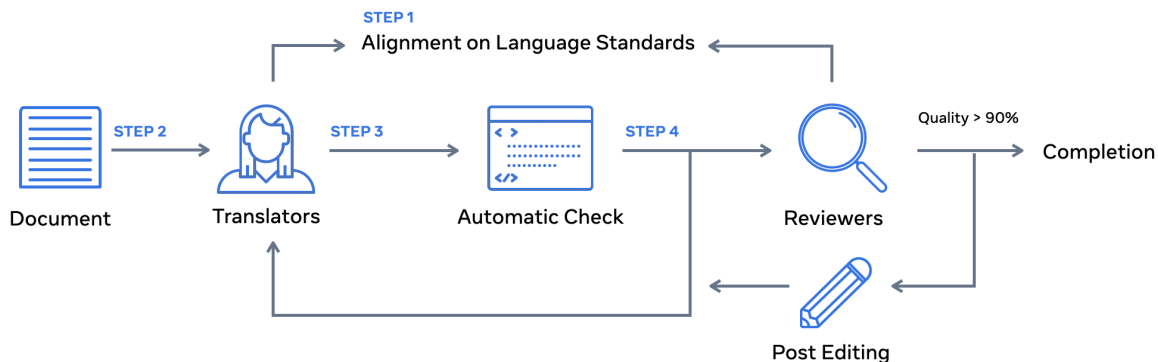 STEP 1
Alignment on Language Standards
STEP 2
STEP 3
STEP 4
Quality > 90%
Completion
Document
Translators
< >
</>
Automatic Check
Reviewers
Post Editing